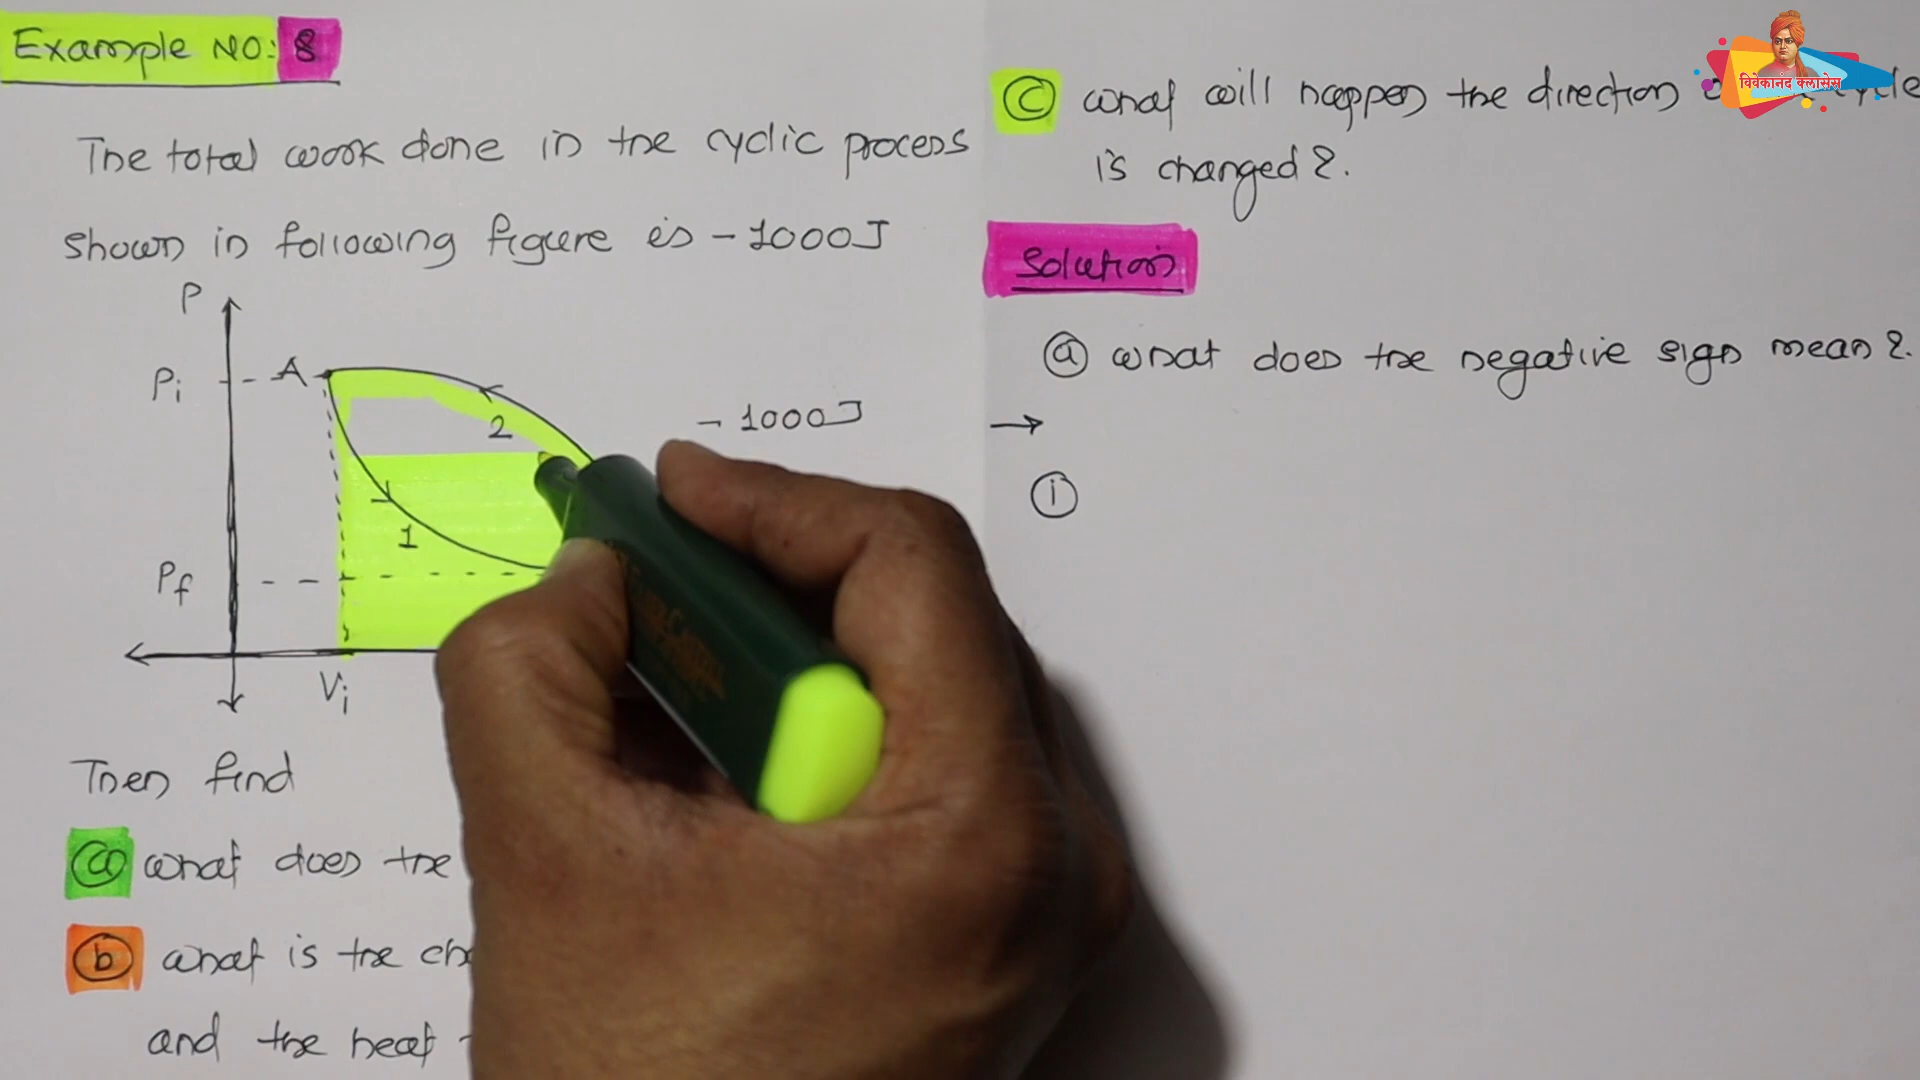 Example NO: 8
The total work done in the cyclic process
shown in following figure is - 1000J
P
Pi
A
2
1
Pf
Vi
- 1000J
Then find
a what does the
b what is the
and the heat
c what will happen the direction cycle
is changed ?.
Solution
a what does the negative sign mean ?.
→
i
विवेकानंद क्लासेस